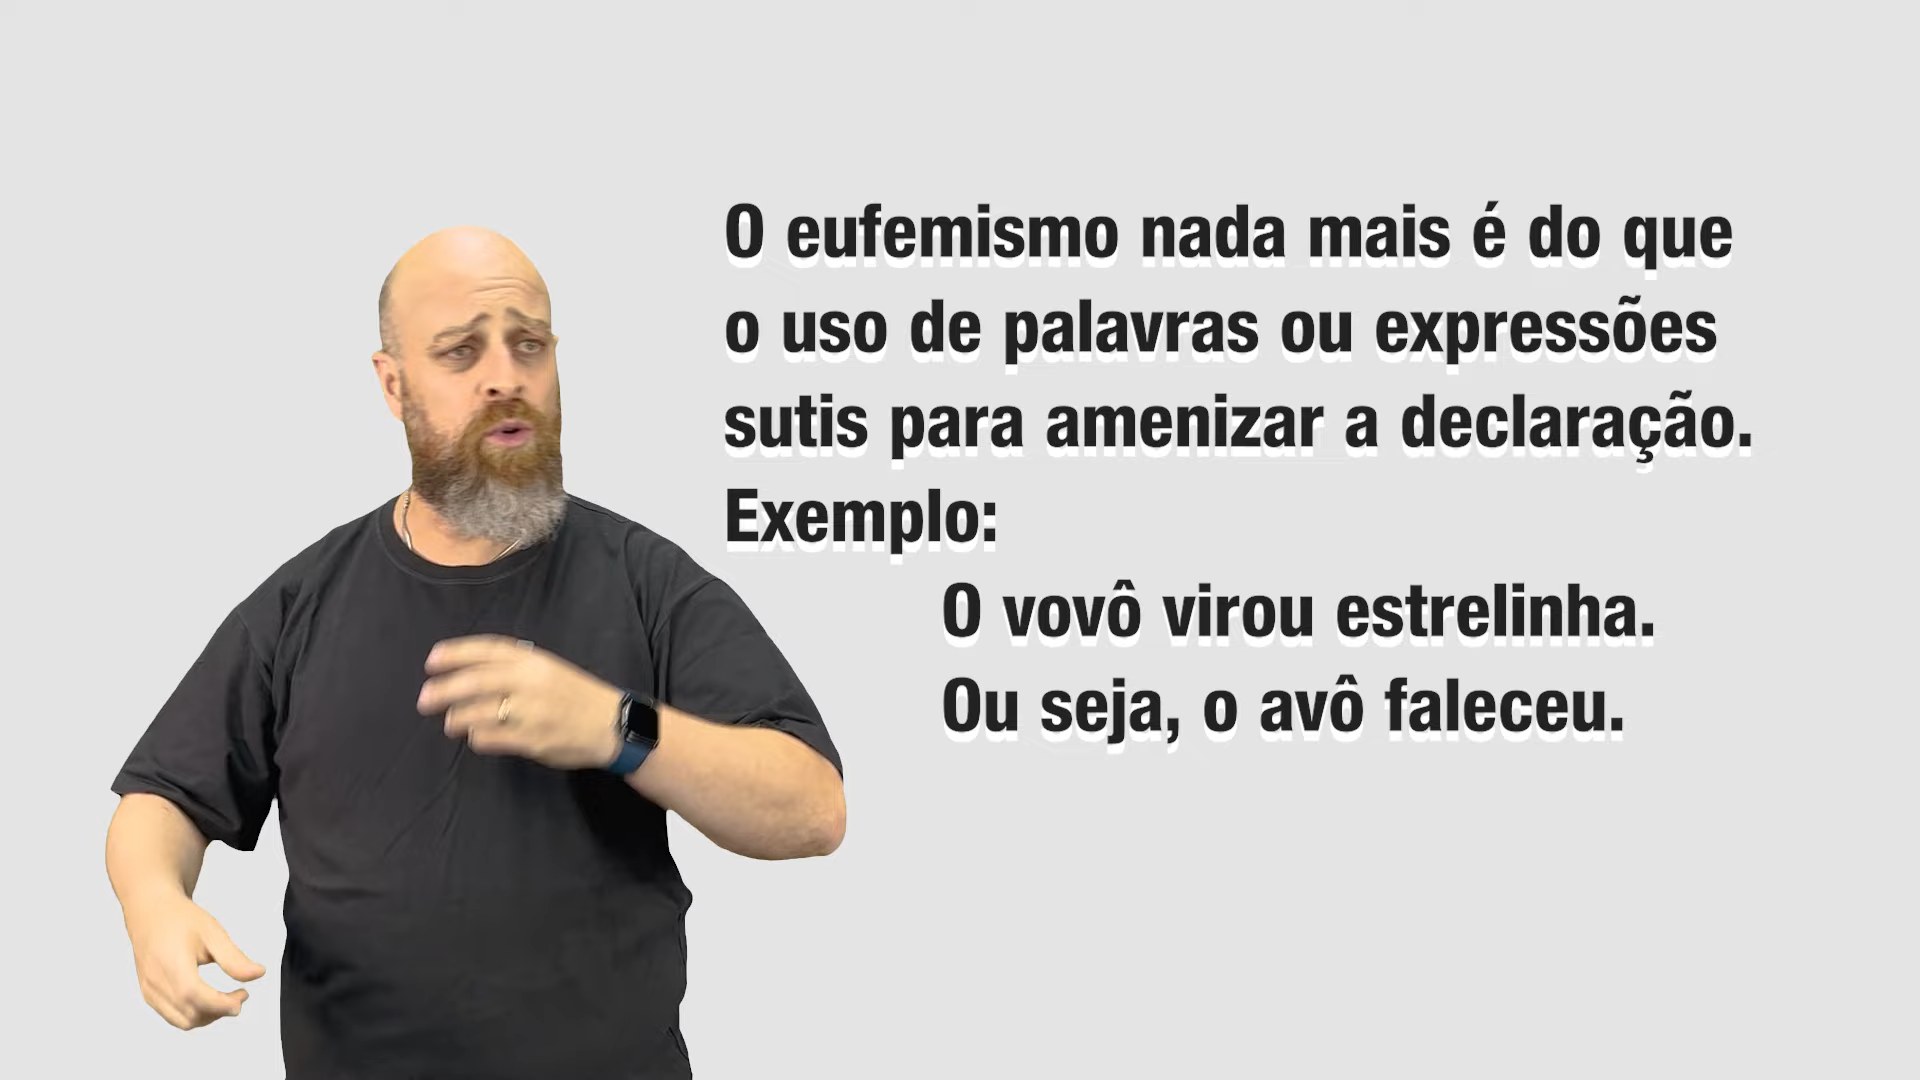 O eufemismo nada mais é do que
o uso de palavras ou expressões
sutis para amenizar a declaração.
Exemplo:
O vovô virou estrelinha.
Ou seja, o avô faleceu.